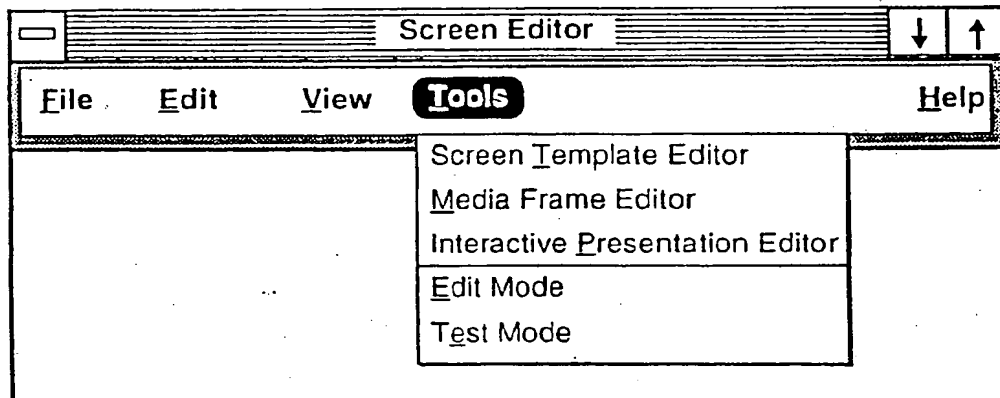 Screen Editor
File Edit View Tools Help
Screen Template Editor
Media Frame Editor
Interactive Presentation Editor
Edit Mode
Test Mode